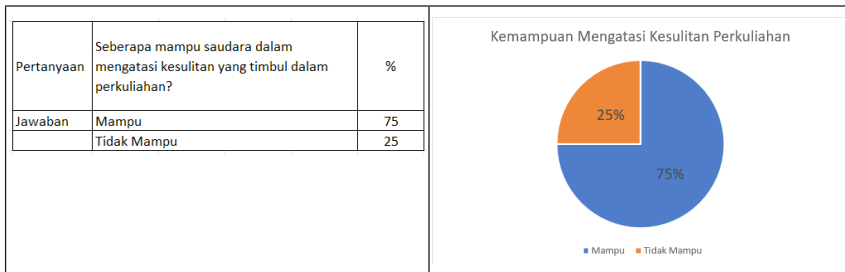 Pertanyaan
Seberapa mampu saudara dalam
mengatasi kesulitan yang timbul dalam
perkuliahan?
%
Jawaban Mampu 75
Tidak Mampu 25
Kemampuan Mengatasi Kesulitan Perkuliahan
25%
75%
Mampu Tidak Mampu